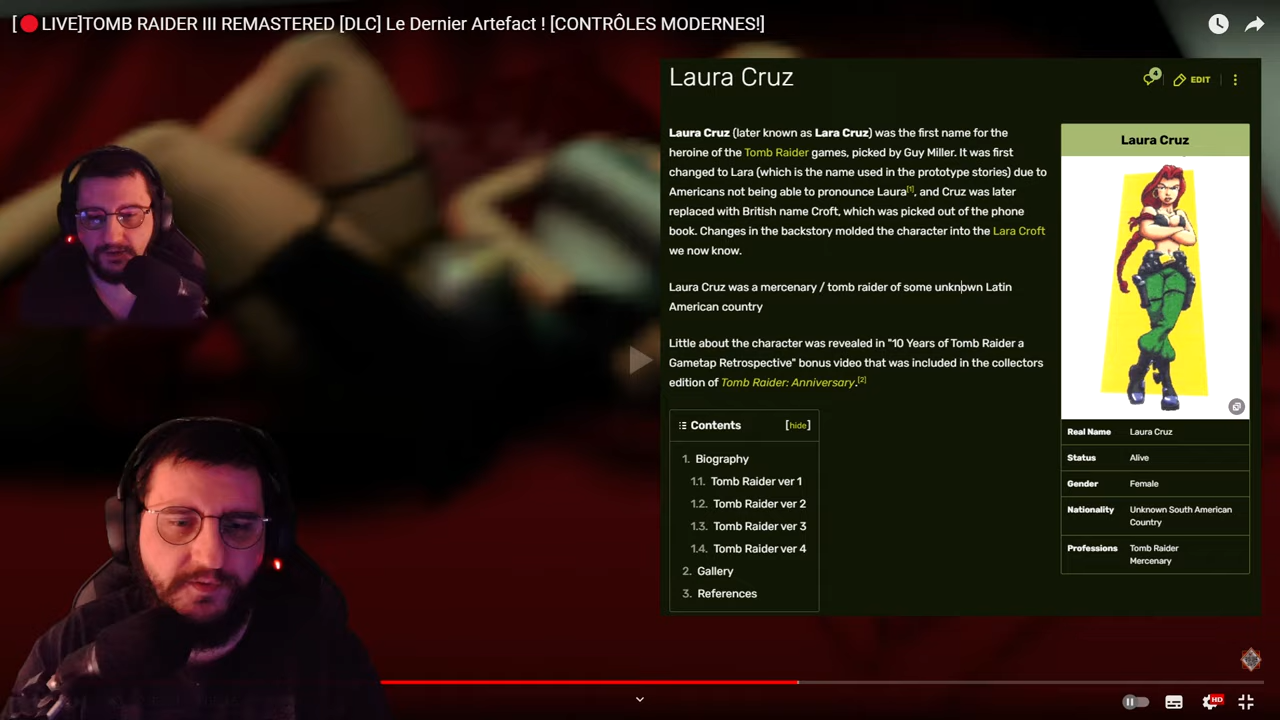 [🔴LIVE]TOMB RAIDER III REMASTERED [DLC] Le Dernier Artefact ! [CONTRÔLES MODERNES!]
Laura Cruz
4
EDIT
Laura Cruz (later known as Lara Cruz) was the first name for the
heroine of the Tomb Raider games, picked by Guy Miller. It was first
changed to Lara (which is the name used in the prototype stories) due to
Americans not being able to pronounce Laura[1], and Cruz was later
replaced with British name Croft, which was picked out of the phone
book. Changes in the backstory molded the character into the Lara Croft
we now know.
Laura Cruz was a mercenary / tomb raider of some unknown Latin
American country
Little about the character was revealed in "10 Years of Tomb Raider a
Gametap Retrospective" bonus video that was included in the collectors
edition of Tomb Raider: Anniversary.[2]
Contents [hide]
1. Biography
1.1. Tomb Raider ver 1
1.2. Tomb Raider ver 2
1.3. Tomb Raider ver 3
1.4. Tomb Raider ver 4
2. Gallery
3. References
Laura Cruz
Real Name Laura Cruz
Status Alive
Gender Female
Nationality Unknown South American
Country
Professions Tomb Raider
Mercenary
HD